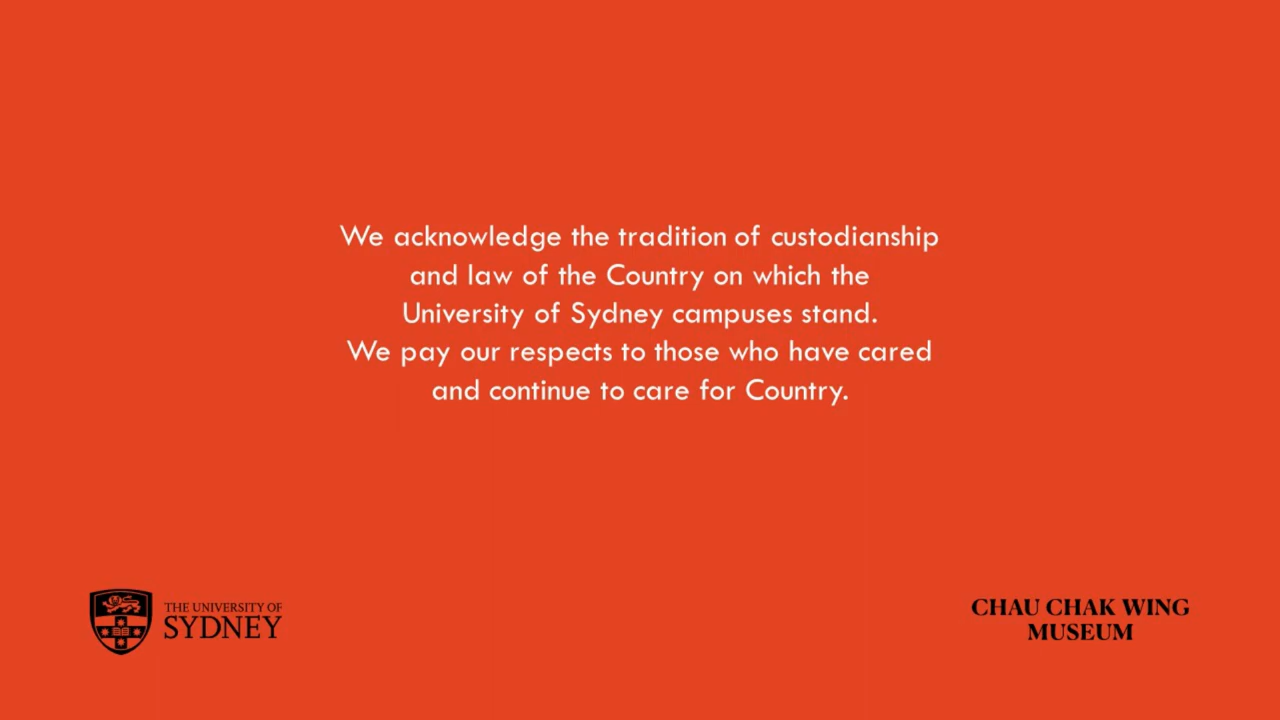 We acknowledge the tradition of custodianship
and law of the Country on which the
University of Sydney campuses stand.
We pay our respects to those who have cared
and continue to care for Country.
THE UNIVERSITY OF
SYDNEY
CHAU CHAK WING
MUSEUM